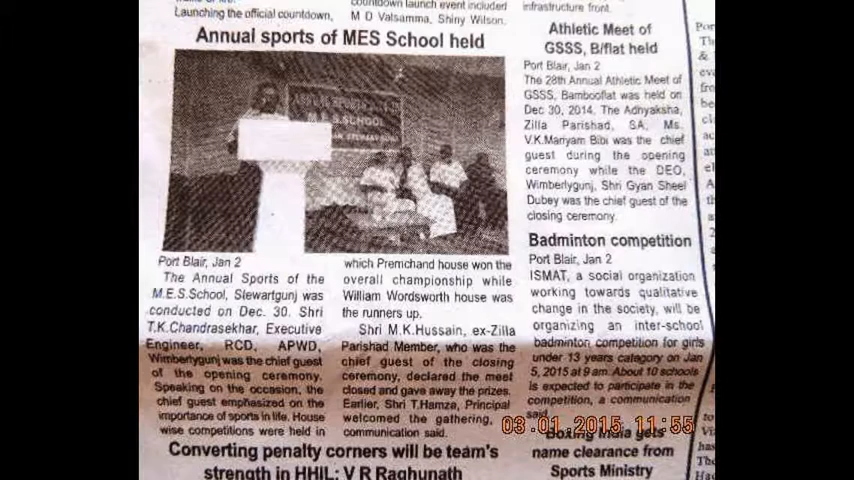 Launching the official countdown,
countdown launch event included
M D Valsamma, Shiny Wilson,
infrastructure front.
Annual sports of MES School held
ANNUAL SPORTS
M.E.S.SCHOOL
Port Blair, Jan 2
The Annual Sports of the
M.E.S.School, Stewartgunj was
conducted on Dec. 30. Shri
T.K.Chandrasekhar, Executive
Engineer, RCD, APWD,
Wimberlygunj was the chief guest
of the opening ceremony.
Speaking on the occasion, the
chief guest emphasized on the
importance of sports in life. House
wise competitions were held in
which Premchand house won the
overall championship while
William Wordsworth house was
the runners up.
Shri M.K.Hussain, ex-Zilla
Parishad Member, who was the
chief guest of the closing
ceremony, declared the meet
closed and gave away the prizes.
Earlier, Shri T.Hamza, Principal
welcomed the gathering, a
communication said.
Converting penalty corners will be team's
strength in HHIL: V R Raghunath
Athletic Meet of
GSSS, B/flat held
Port Blair, Jan 2
The 28th Annual Athletic Meet of
GSSS, Bambooflat was held on
Dec 30, 2014. The Adhyaksha,
Zilla Parishad, SA, Ms.
V.K.Mariyam Bibi was the chief
guest during the opening
ceremony while the DEO,
Wimberlygunj, Shri Gyan Sheel
Dubey was the chief guest of the
closing ceremony.
Badminton competition
Port Blair, Jan 2
ISMAT, a social organization
working towards qualitative
change in the society, will be
organizing an inter-school
badminton competition for girls
under 13 years category on Jan
5, 2015 at 9 am. About 10 schools
is expected to participate in the
competition, a communication
said.
03.01.2015 11:55
Boxing India gets
name clearance from
Sports Ministry